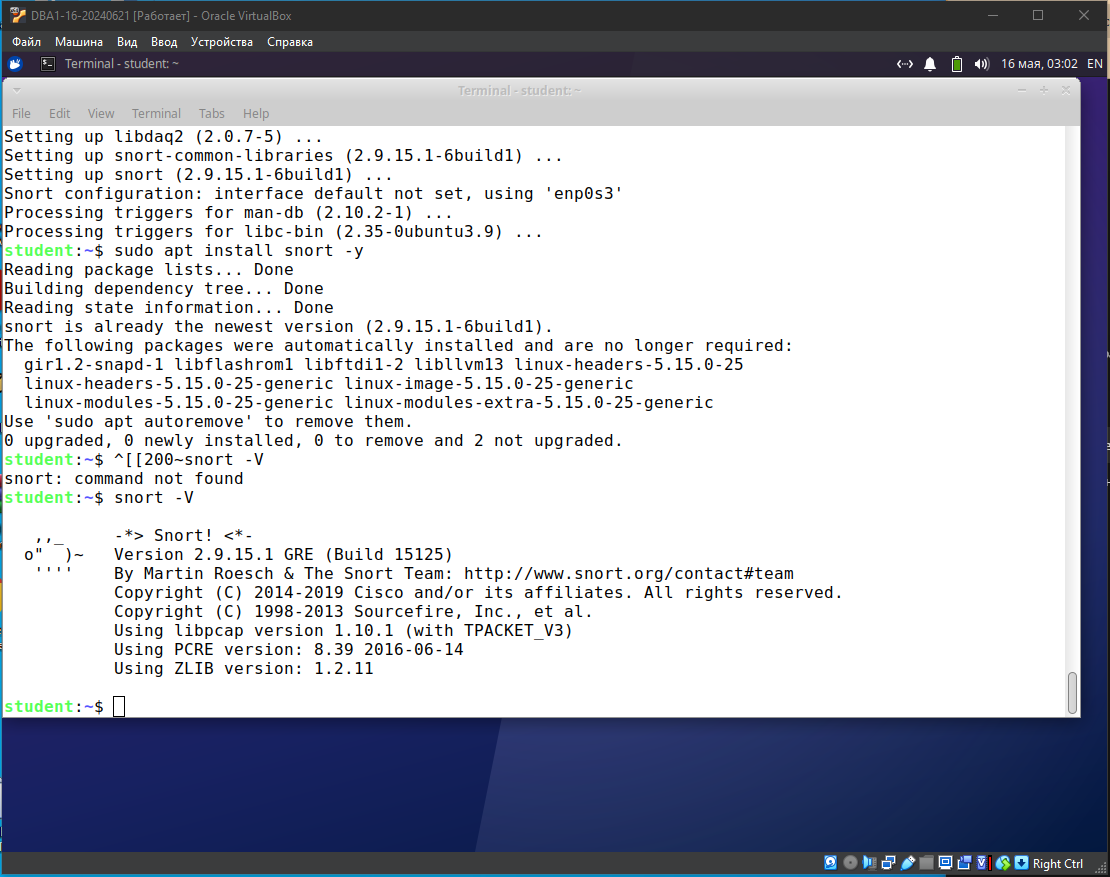 DBA1-16-20240621 [Работает] - Oracle VirtualBox
Файл Машина Вид Ввод Устройства Справка
Terminal - student: ~ 16 мая, 03:02 EN
Terminal - student: ~
File Edit View Terminal Tabs Help
Setting up libdaq2 (2.0.7-5) ...
Setting up snort-common-libraries (2.9.15.1-6build1) ...
Setting up snort (2.9.15.1-6build1) ...
Snort configuration: interface default not set, using 'enp0s3'
Processing triggers for man-db (2.10.2-1) ...
Processing triggers for libc-bin (2.35-0ubuntu3.9) ...
student:~$ sudo apt install snort -y
Reading package lists... Done
Building dependency tree... Done
Reading state information... Done
snort is already the newest version (2.9.15.1-6build1).
The following packages were automatically installed and are no longer required:
  gir1.2-snapd-1 libflashrom1 libftdi1-2 libllvm13 linux-headers-5.15.0-25
  linux-headers-5.15.0-25-generic linux-image-5.15.0-25-generic
  linux-modules-5.15.0-25-generic linux-modules-extra-5.15.0-25-generic
Use 'sudo apt autoremove' to remove them.
0 upgraded, 0 newly installed, 0 to remove and 2 not upgraded.
student:~$ ^[[200~snort -V
snort: command not found
student:~$ snort -V
   ,,_     -*> Snort! <*-
  o"  )~   Version 2.9.15.1 GRE (Build 15125)
   ''''    By Martin Roesch & The Snort Team: http://www.snort.org/contact#team
           Copyright (C) 2014-2019 Cisco and/or its affiliates. All rights reserved.
           Copyright (C) 1998-2013 Sourcefire, Inc., et al.
           Using libpcap version 1.10.1 (with TPACKET_V3)
           Using PCRE version: 8.39 2016-06-14
           Using ZLIB version: 1.2.11
student:~$
Right Ctrl